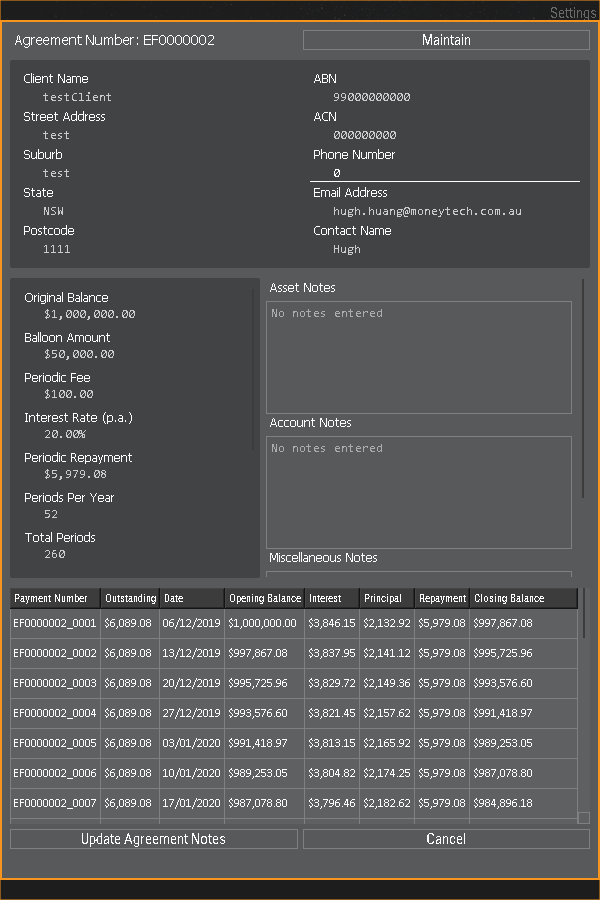 Settings
Agreement Number: EF0000002
Maintain
Client Name
testClient
Street Address
test
Suburb
test
State
NSW
Postcode
1111
ABN
99000000000
ACN
000000000
Phone Number
0
Email Address
hugh.huang@moneytech.com.au
Contact Name
Hugh
Original Balance
$1,000,000.00
Balloon Amount
$50,000.00
Periodic Fee
$100.00
Interest Rate (p.a.)
20.00%
Periodic Repayment
$5,979.08
Periods Per Year
52
Total Periods
260
Asset Notes
No notes entered
Account Notes
No notes entered
Miscellaneous Notes
Payment Number Outstanding Date Opening Balance Interest Principal Repayment Closing Balance
EF0000002_0001 $6,089.08 06/12/2019 $1,000,000.00 $3,846.15 $2,132.92 $5,979.08 $997,867.08
EF0000002_0002 $6,089.08 13/12/2019 $997,867.08 $3,837.95 $2,141.12 $5,979.08 $995,725.96
EF0000002_0003 $6,089.08 20/12/2019 $995,725.96 $3,829.72 $2,149.36 $5,979.08 $993,576.60
EF0000002_0004 $6,089.08 27/12/2019 $993,576.60 $3,821.45 $2,157.62 $5,979.08 $991,418.97
EF0000002_0005 $6,089.08 03/01/2020 $991,418.97 $3,813.15 $2,165.92 $5,979.08 $989,253.05
EF0000002_0006 $6,089.08 10/01/2020 $989,253.05 $3,804.82 $2,174.25 $5,979.08 $987,078.80
EF0000002_0007 $6,089.08 17/01/2020 $987,078.80 $3,796.46 $2,182.62 $5,979.08 $984,896.18
Update Agreement Notes
Cancel